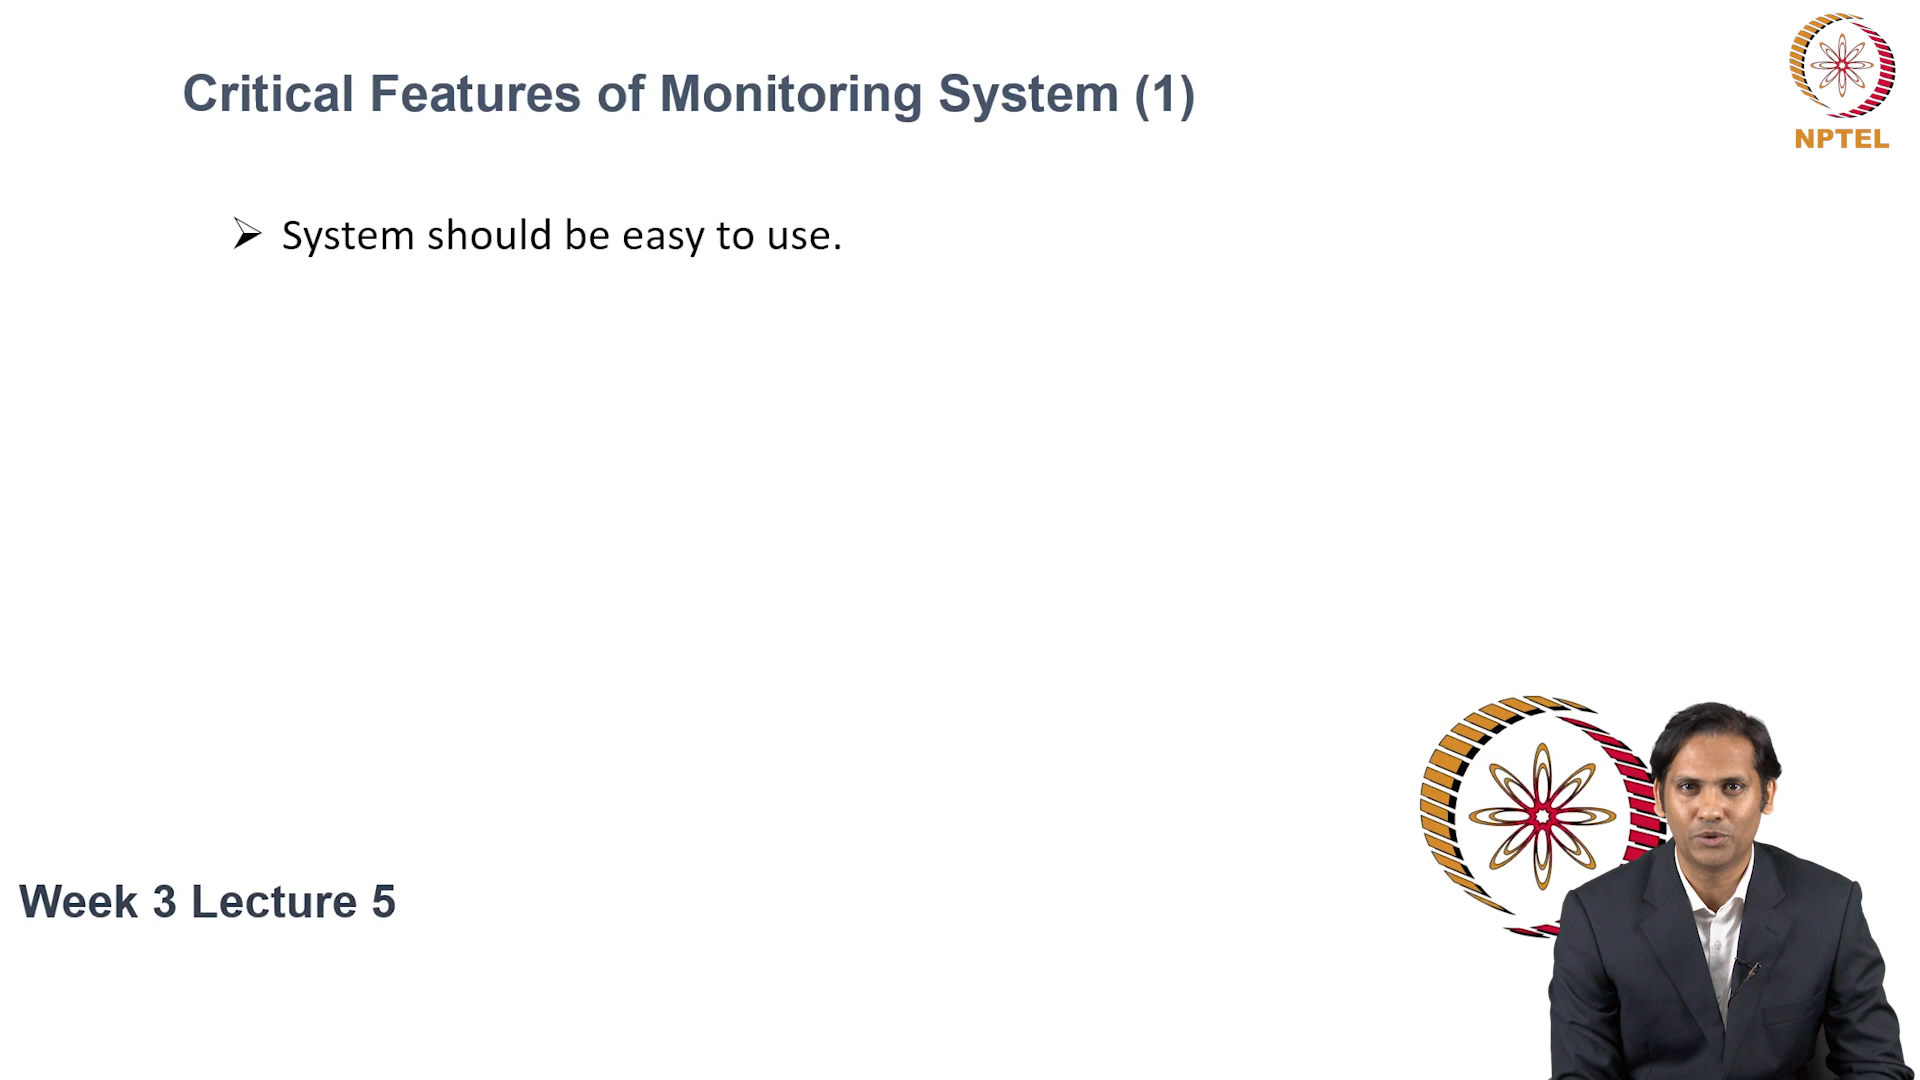 Critical Features of Monitoring System (1)
NPTEL
➢ System should be easy to use.
Week 3 Lecture 5